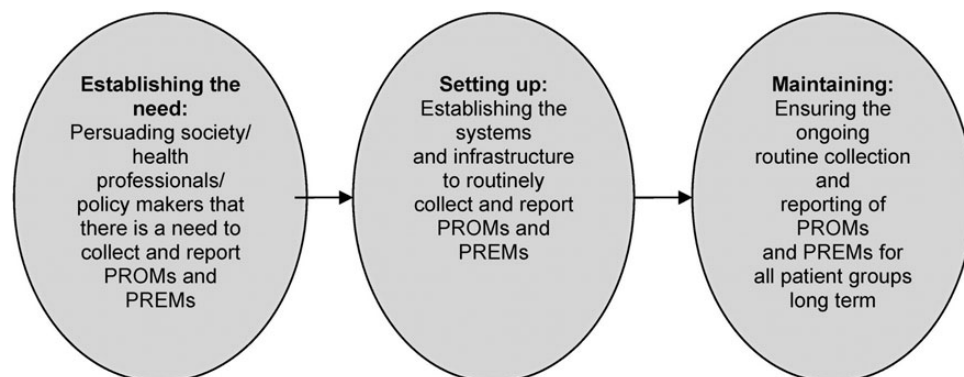 Establishing the
need:
Persuading society/
health
professionals/
policy makers that
there is a need to
collect and report
PROMs and
PREMs
Setting up:
Establishing the
systems
and infrastructure
to routinely
collect and report
PROMs and
PREMs
Maintaining:
Ensuring the
ongoing
routine collection
and
reporting of
PROMs
and PREMs for
all patient groups
long term